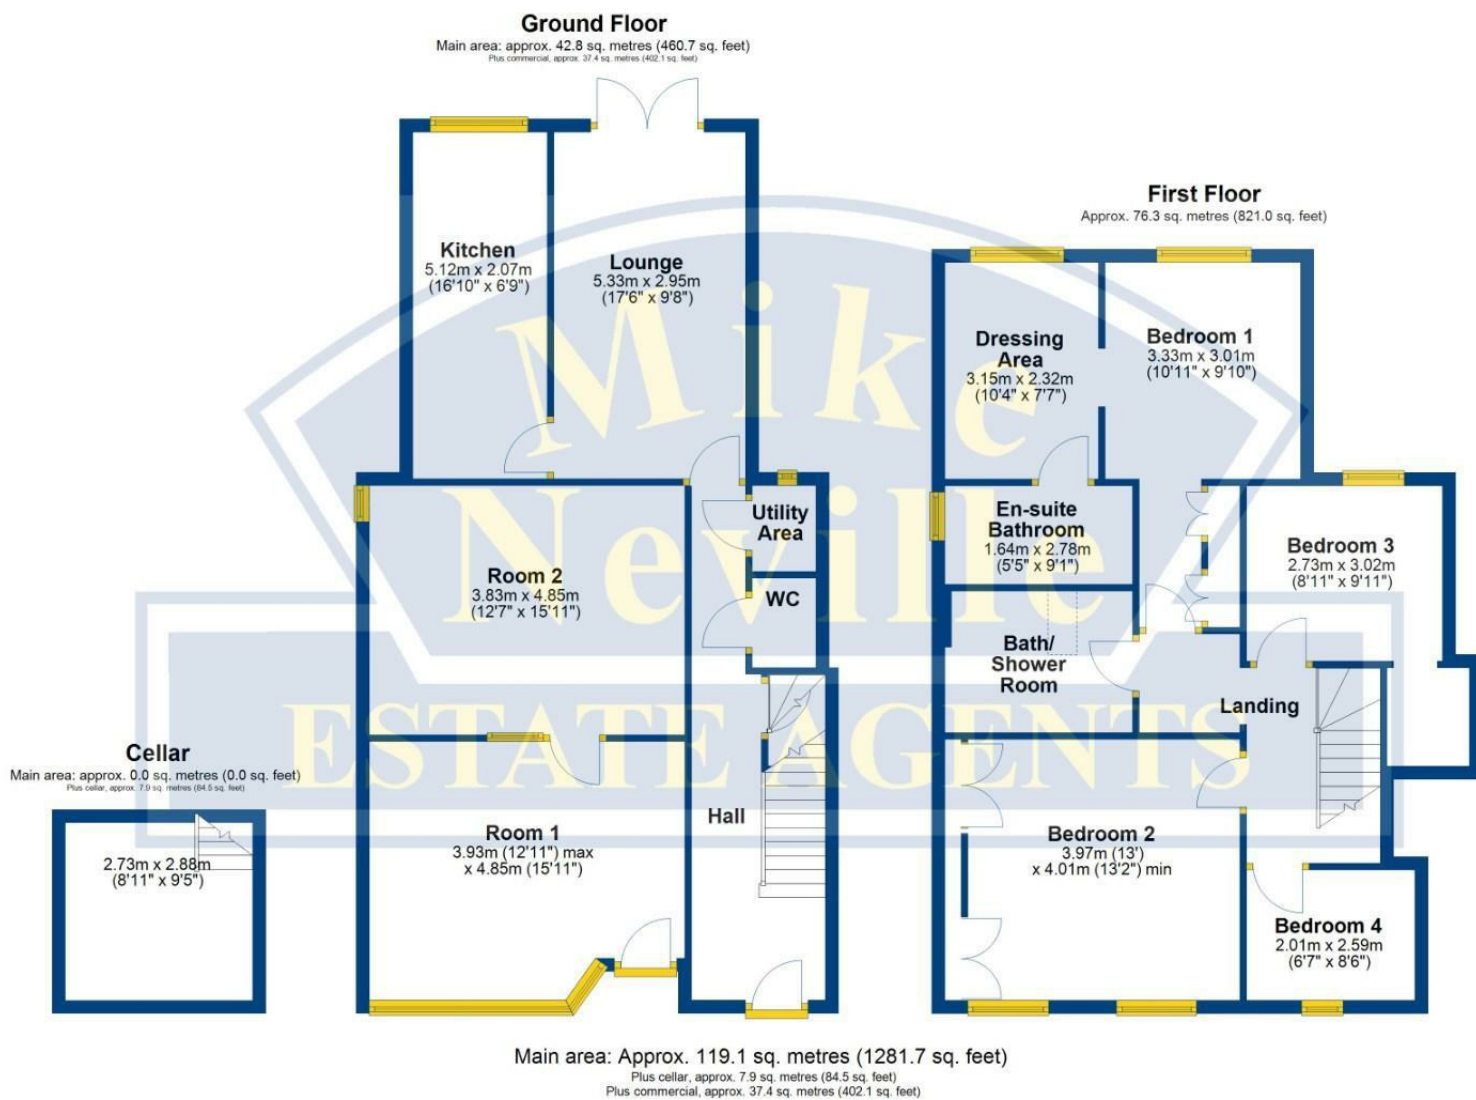 Ground Floor
Main area: approx. 42.8 sq. metres (460.7 sq. feet)
Plus commercial, approx. 37.4 sq. metres (402.1 sq. feet)
Kitchen
5.12m x 2.07m
(16'10" x 6'9")
Lounge
5.33m x 2.95m
(17'6" x 9'8")
Utility
Area
WC
Room 2
3.83m x 4.85m
(12'7" x 15'11")
Room 1
3.93m (12'11") max
x 4.85m (15'11")
Hall
Cellar
Main area: approx. 0.0 sq. metres (0.0 sq. feet)
Plus cellar, approx. 7.9 sq. metres (84.5 sq. feet)
2.73m x 2.88m
(8'11" x 9'5")
First Floor
Approx. 76.3 sq. metres (821.0 sq. feet)
Dressing
Area
3.15m x 2.32m
(10'4" x 7'7")
Bedroom 1
3.33m x 3.01m
(10'11" x 9'10")
En-suite
Bathroom
1.64m x 2.78m
(5'5" x 9'1")
Bedroom 3
2.73m x 3.02m
(8'11" x 9'11")
Bath/
Shower
Room
Landing
Bedroom 2
3.97m (13')
x 4.01m (13'2") min
Bedroom 4
2.01m x 2.59m
(6'7" x 8'6")
Mike
Neville
ESTATE AGENTS
Main area: Approx. 119.1 sq. metres (1281.7 sq. feet)
Plus cellar, approx. 7.9 sq. metres (84.5 sq. feet)
Plus commercial, approx. 37.4 sq. metres (402.1 sq. feet)